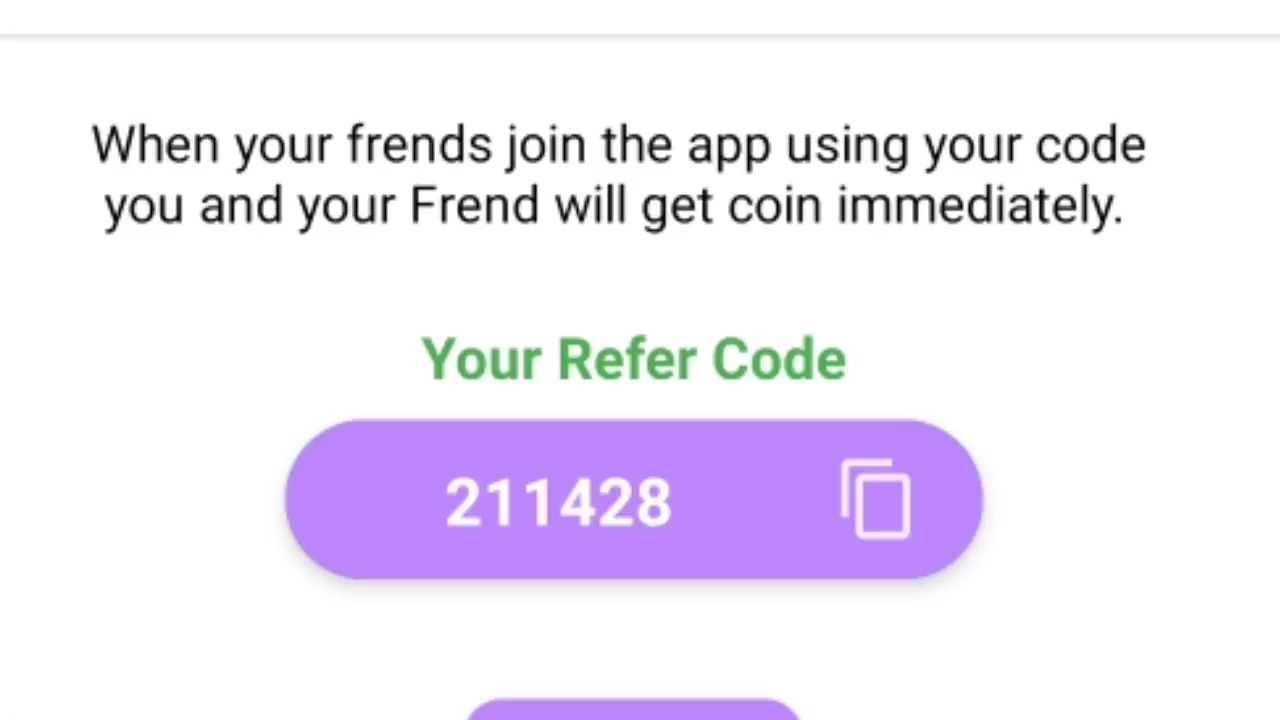 When your frends join the app using your code
you and your Frend will get coin immediately.
Your Refer Code
211428